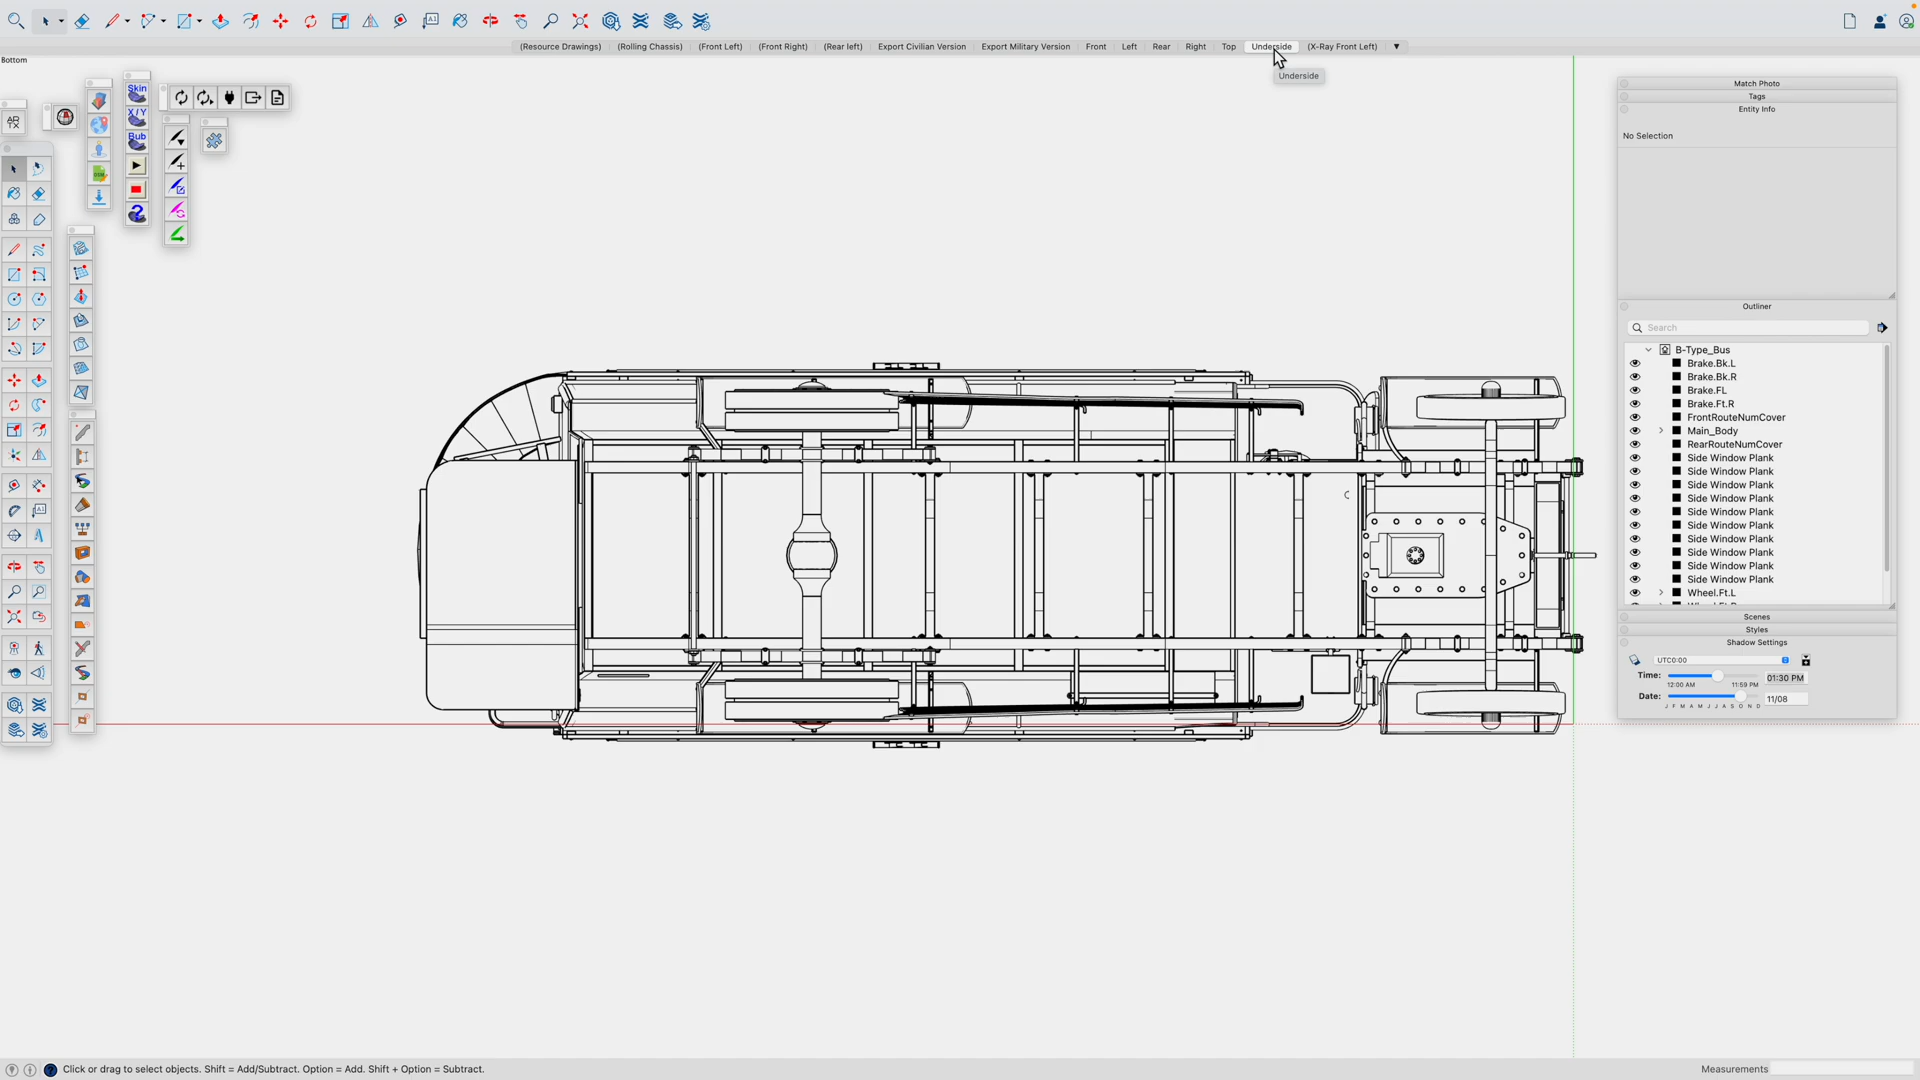 (Resource Drawings) (Rolling Chassis) (Front Left) (Front Right) (Rear left) Export Civilian Version Export Military Version Front Left Rear Right Top Underside (X-Ray Front Left) ▼
Underside
Bottom
Skin
X/Y
Bub
AR
TX
A1
A1
Match Photo
Tags
Entity Info
No Selection
Outliner
Search
B-Type_Bus
Brake.Bk.L
Brake.Bk.R
Brake.FL
Brake.Ft.R
FrontRouteNumCover
Main_Body
RearRouteNumCover
Side Window Plank
Side Window Plank
Side Window Plank
Side Window Plank
Side Window Plank
Side Window Plank
Side Window Plank
Side Window Plank
Side Window Plank
Side Window Plank
Wheel.Ft.L
Scenes
Styles
Shadow Settings
UTC0:00
Time: 01:30 PM
12:00 AM 11:59 PM
Date: 11/08
J F M A M J J A S O N D
Click or drag to select objects. Shift = Add/Subtract. Option = Add. Shift + Option = Subtract.
Measurements